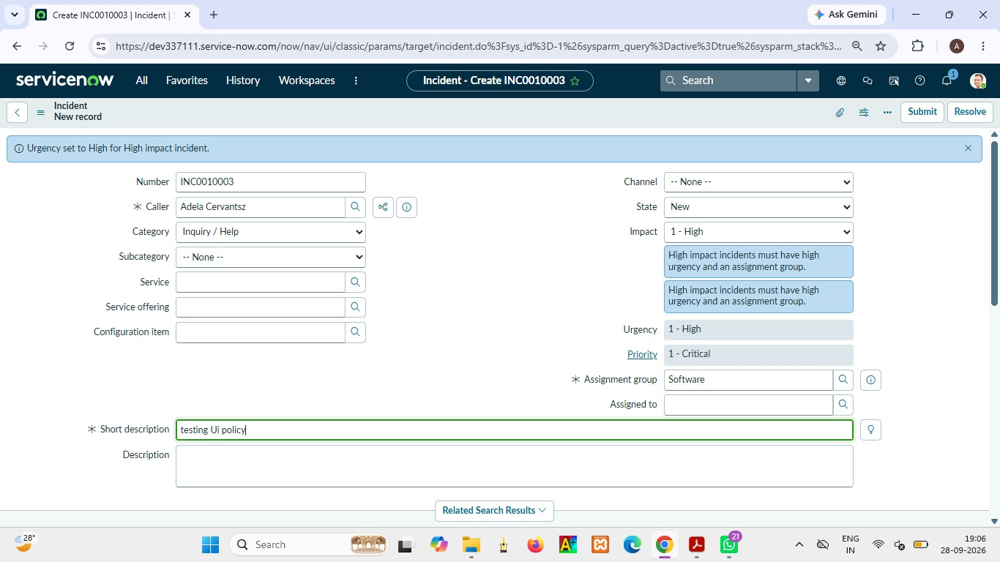 Create INC0010003 | Incident | S
Ask Gemini
https://dev337111.service-now.com/now/nav/ui/classic/params/target/incident.do%3Fsys_id%3D-1%26sysparm_query%3Dactive%3Dtrue%26sysparm_stack%3...
A
servicenow
All
Favorites
History
Workspaces
Incident - Create INC0010003
Search
1
Incident
New record
Submit
Resolve
Urgency set to High for High impact incident.
Number
INC0010003
Channel
-- None --
Caller
Adela Cervantsz
State
New
Category
Inquiry / Help
Impact
1 - High
High impact incidents must have high
urgency and an assignment group.
High impact incidents must have high
urgency and an assignment group.
Subcategory
-- None --
Service
Service offering
Configuration item
Urgency
1 - High
Priority
1 - Critical
Assignment group
Software
Assigned to
Short description
testing Ui policy
Description
Related Search Results
28°
Search
21
ENG
IN
19:06
28-09-2026